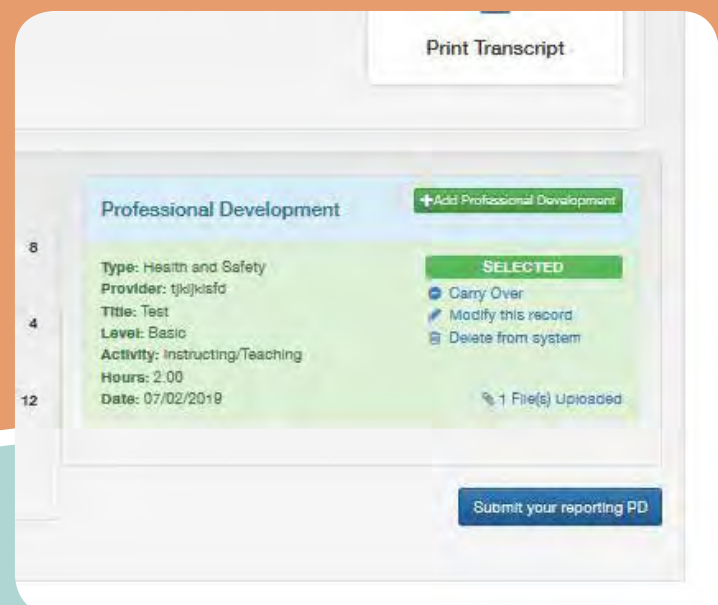 Print Transcript
8
4
12
Professional Development
+Add Professional Development
Type: Health and Safety
Provider: tjkljklsfd
Title: Test
Level: Basic
Activity: Instructing/Teaching
Hours: 2.00
Date: 07/02/2019
SELECTED
Carry Over
Modify this record
Delete from system
1 File(s) Uploaded
Submit your reporting PD